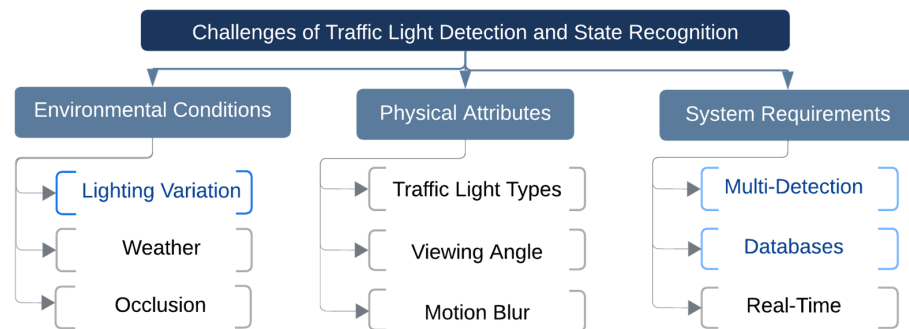 Challenges of Traffic Light Detection and State Recognition
Environmental Conditions
Lighting Variation
Weather
Occlusion
Physical Attributes
Traffic Light Types
Viewing Angle
Motion Blur
System Requirements
Multi-Detection
Databases
Real-Time